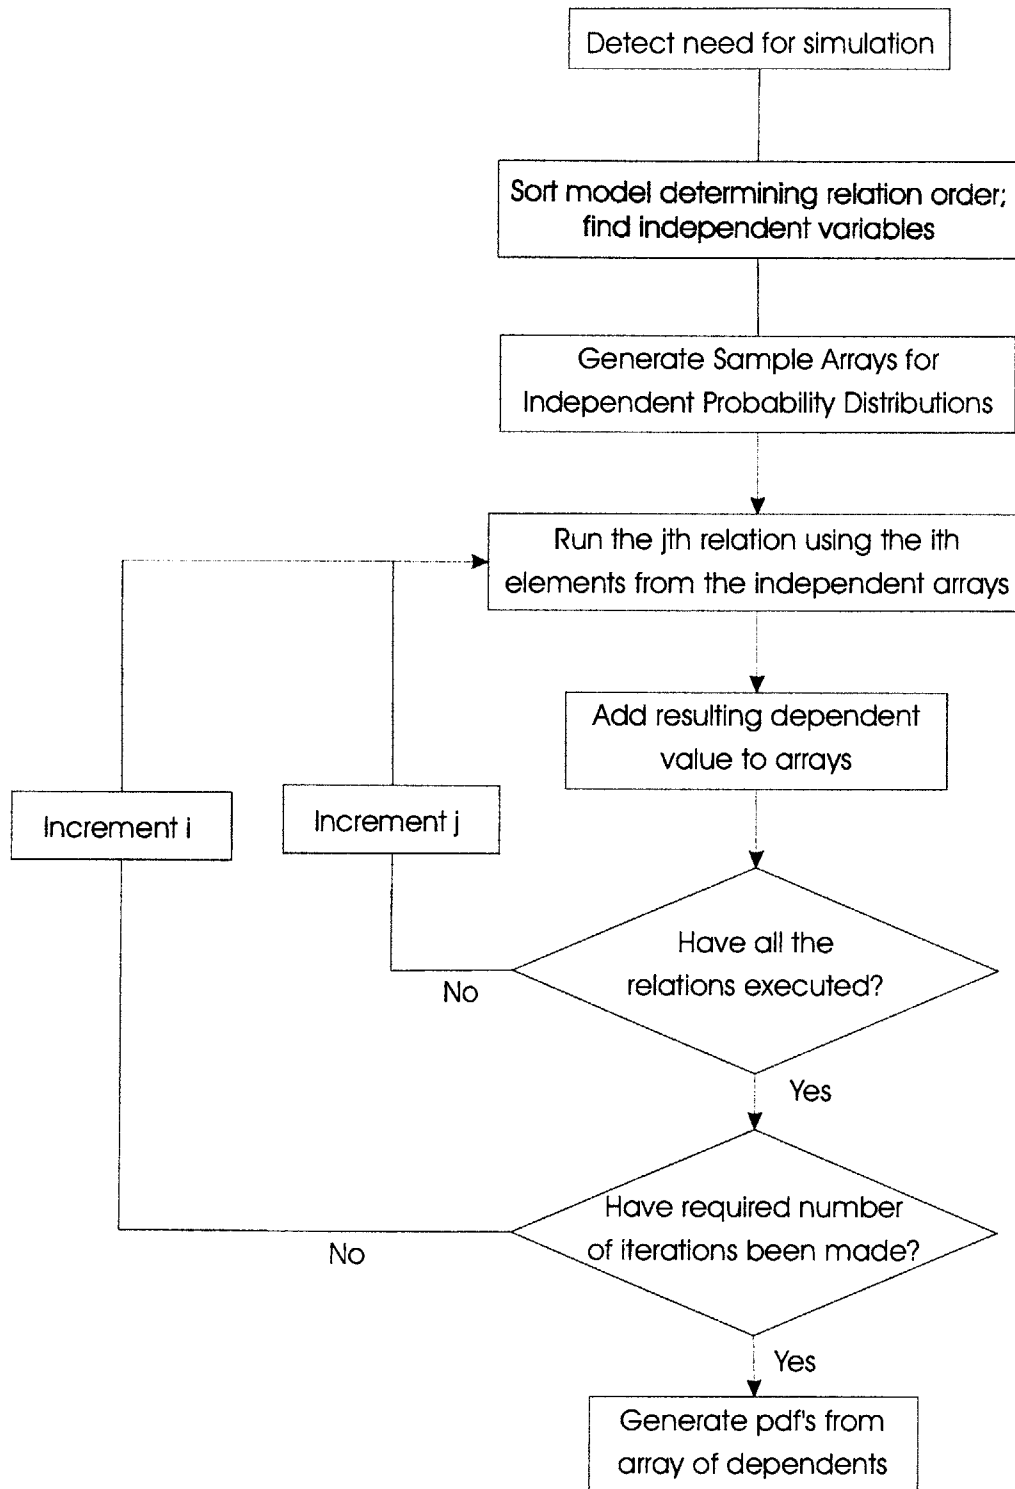 Detect need for simulation
Sort model determining relation order;
find independent variables
Generate Sample Arrays for
Independent Probability Distributions
Run the jth relation using the ith
elements from the independent arrays
Add resulting dependent
value to arrays
Increment i
Increment j
Have all the
relations executed?
No
Yes
Have required number
of iterations been made?
No
Yes
Generate pdf's from
array of dependents